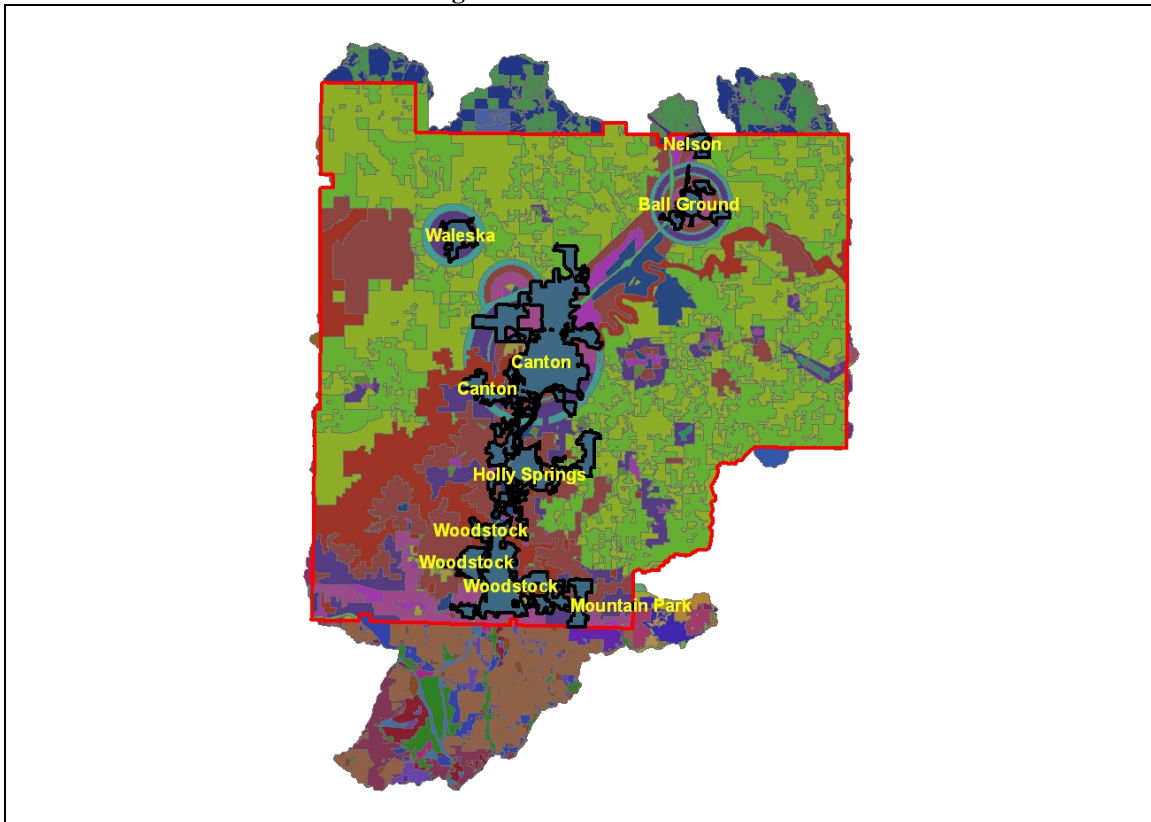 Nelson
Ball Ground
Waleska
Canton
Canton
Holly Springs
Woodstock
Woodstock
Woodstock
Mountain Park